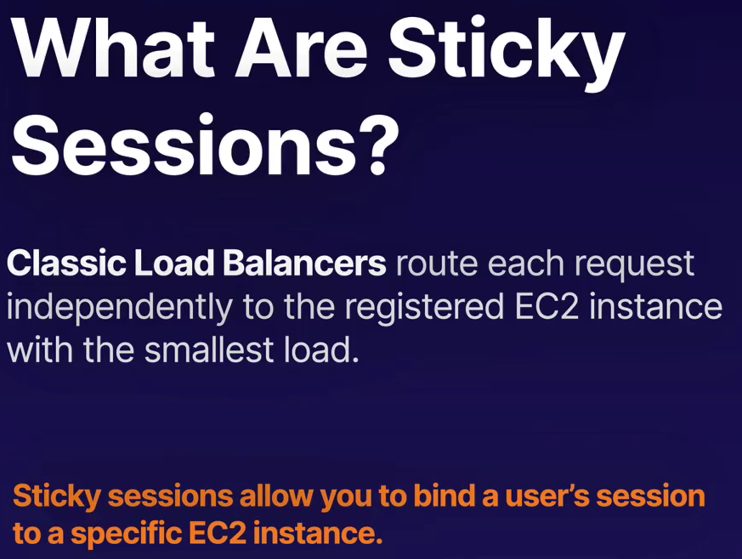 What Are Sticky
Sessions?
Classic Load Balancers route each request
independently to the registered EC2 instance
with the smallest load.
Sticky sessions allow you to bind a user’s session
to a specific EC2 instance.